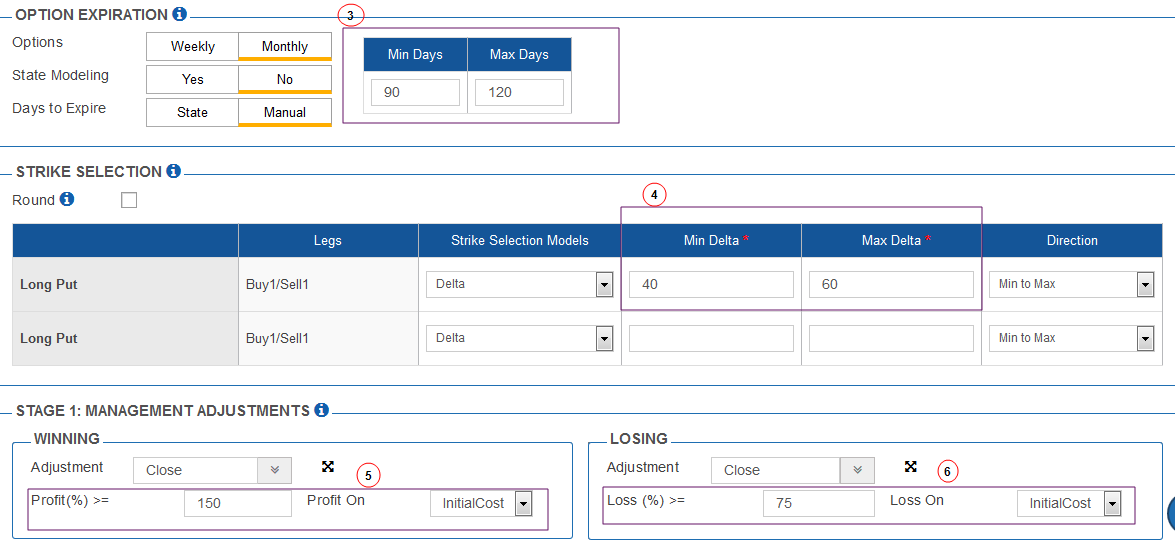 OPTION EXPIRATION
3
Options Weekly Monthly
Min Days Max Days
State Modeling Yes No
90 120
Days to Expire State Manual
STRIKE SELECTION
Round
4
Legs Strike Selection Models Min Delta * Max Delta * Direction
Long Put Buy1/Sell1 Delta 40 60 Min to Max
Long Put Buy1/Sell1 Delta Min to Max
STAGE 1: MANAGEMENT ADJUSTMENTS
WINNING
Adjustment Close
5
Profit(%) >= 150 Profit On InitialCost
LOSING
Adjustment Close
6
Loss (%) >= 75 Loss On InitialCost